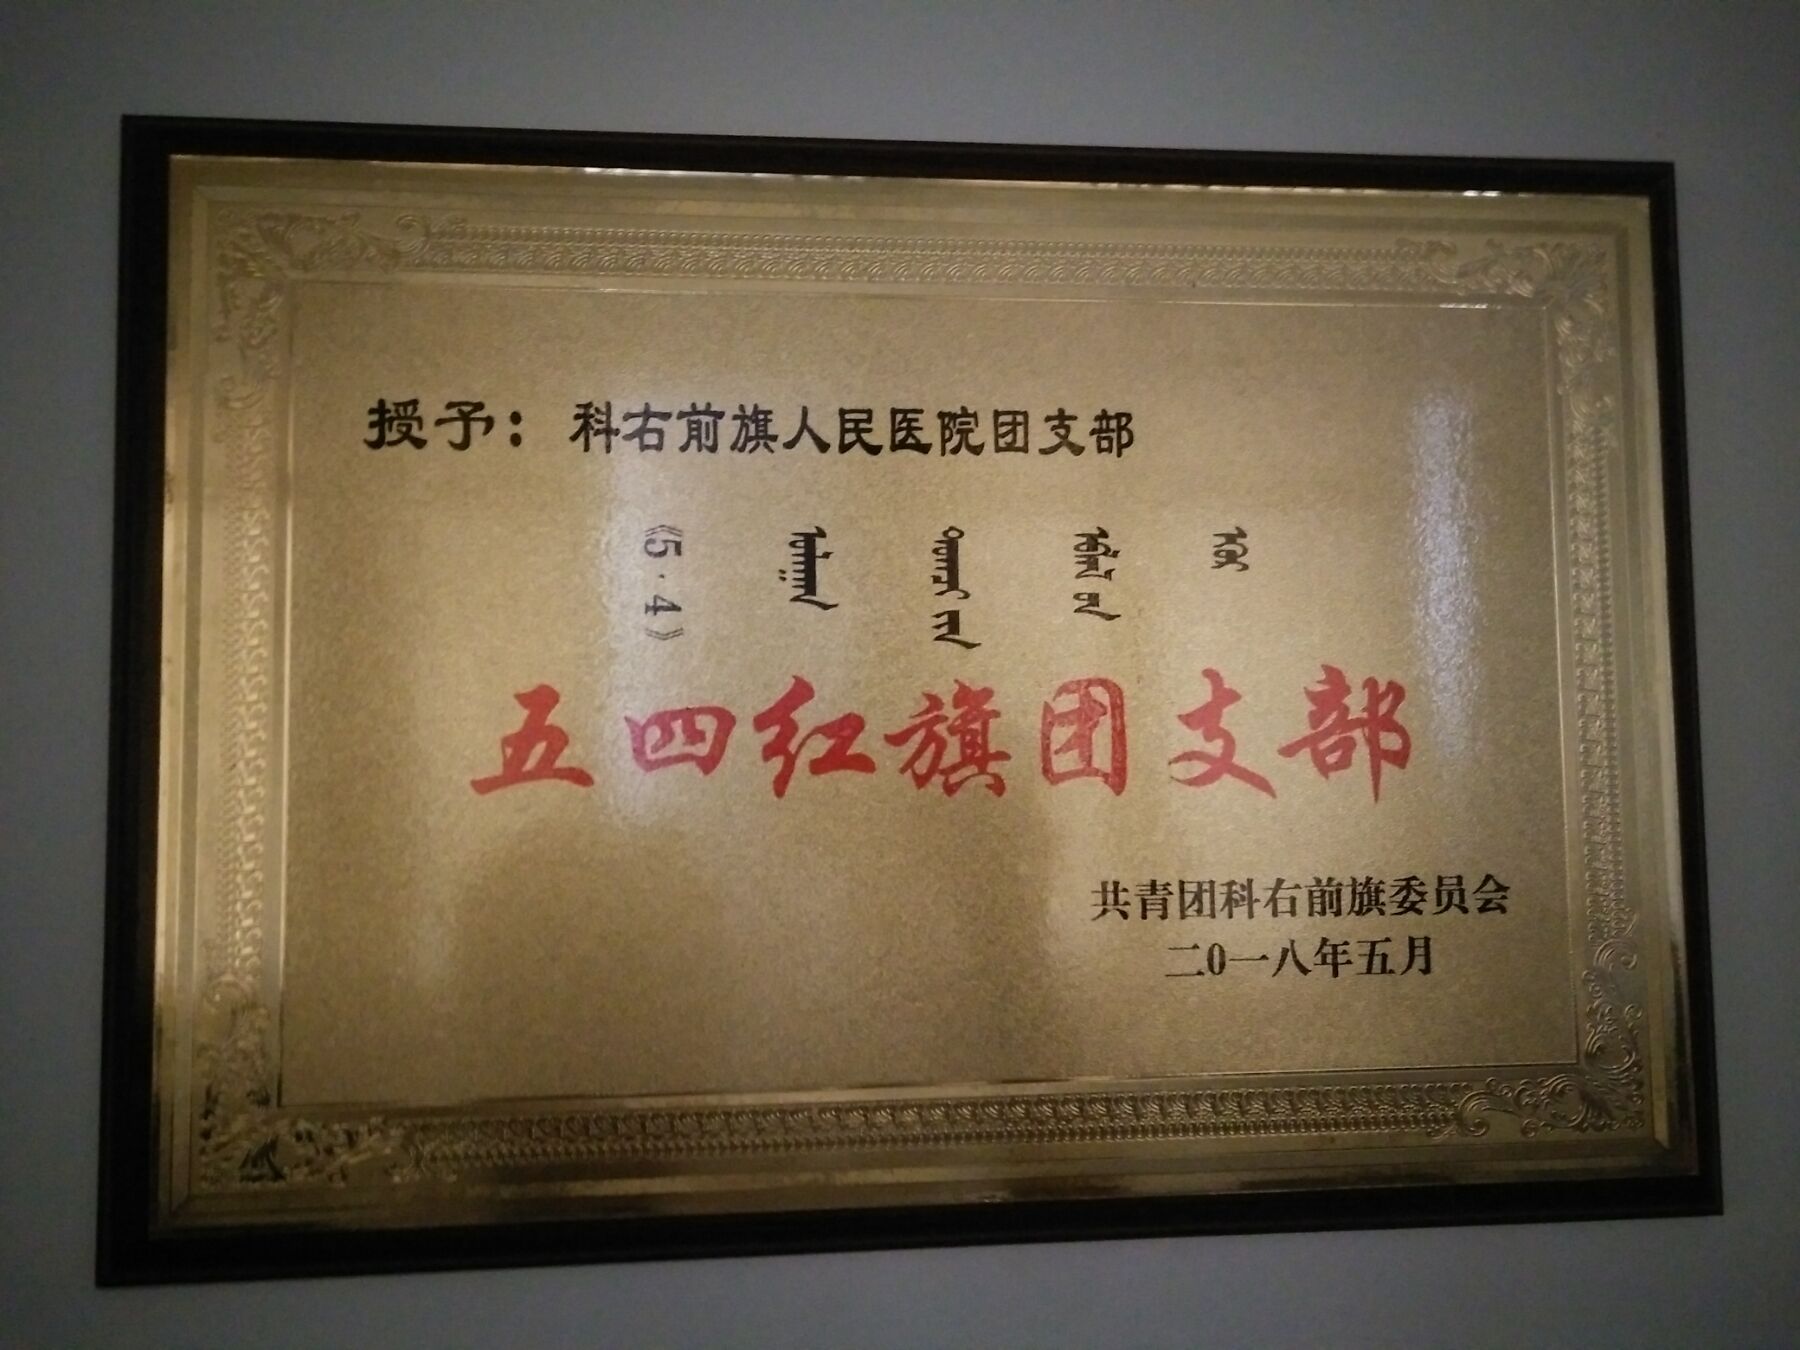 授予：科右前旗人民医院团支部
《5·4》 ᠤᠯᠠᠭᠠᠨ
五四红旗团支部
共青团科右前旗委员会
二0一八年五月